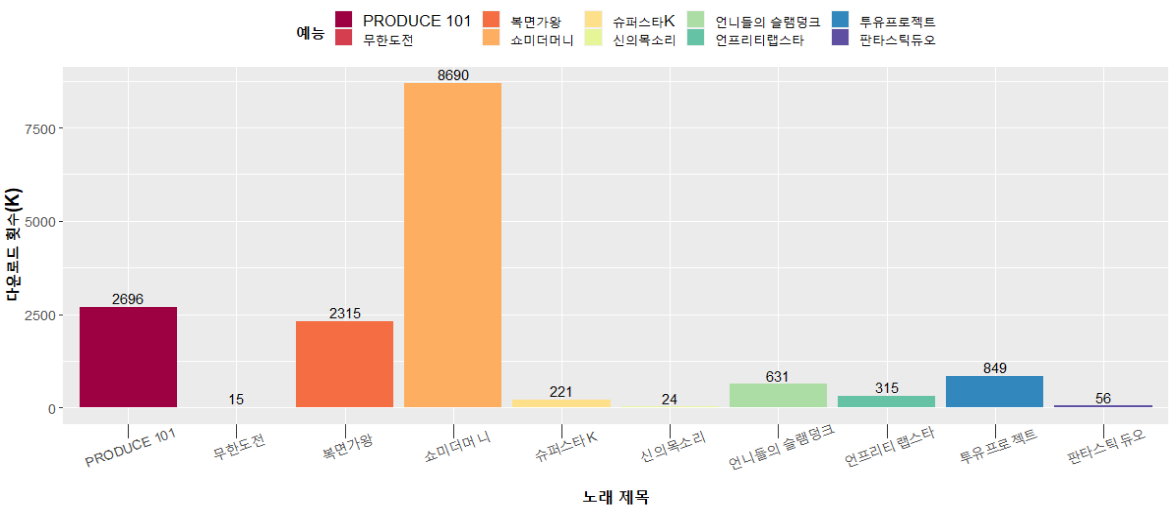 예능
PRODUCE 101
무한도전
복면가왕
쇼미더머니
슈퍼스타K
신의목소리
언니들의 슬램덩크
언프리티랩스타
투유프로젝트
판타스틱듀오
다운로드 횟수(K)
7500
5000
2500
0
2696
15
2315
8690
221
24
631
315
849
56
PRODUCE 101
무한도전
복면가왕
쇼미더머니
슈퍼스타K
신의목소리
언니들의 슬램덩크
언프리티랩스타
투유프로젝트
판타스틱듀오
노래 제목